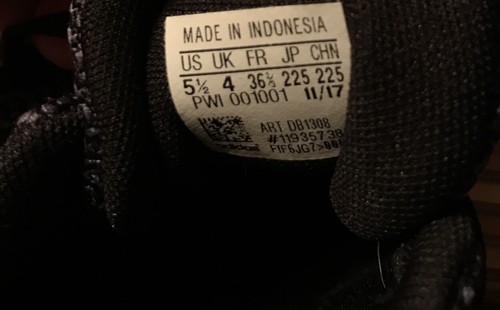 MADE IN INDONESIA
US UK FR JP CHN
5½ 4 36⅔ 225 225
PWI 001001 11/17
ART DB1308
adidas #11935738